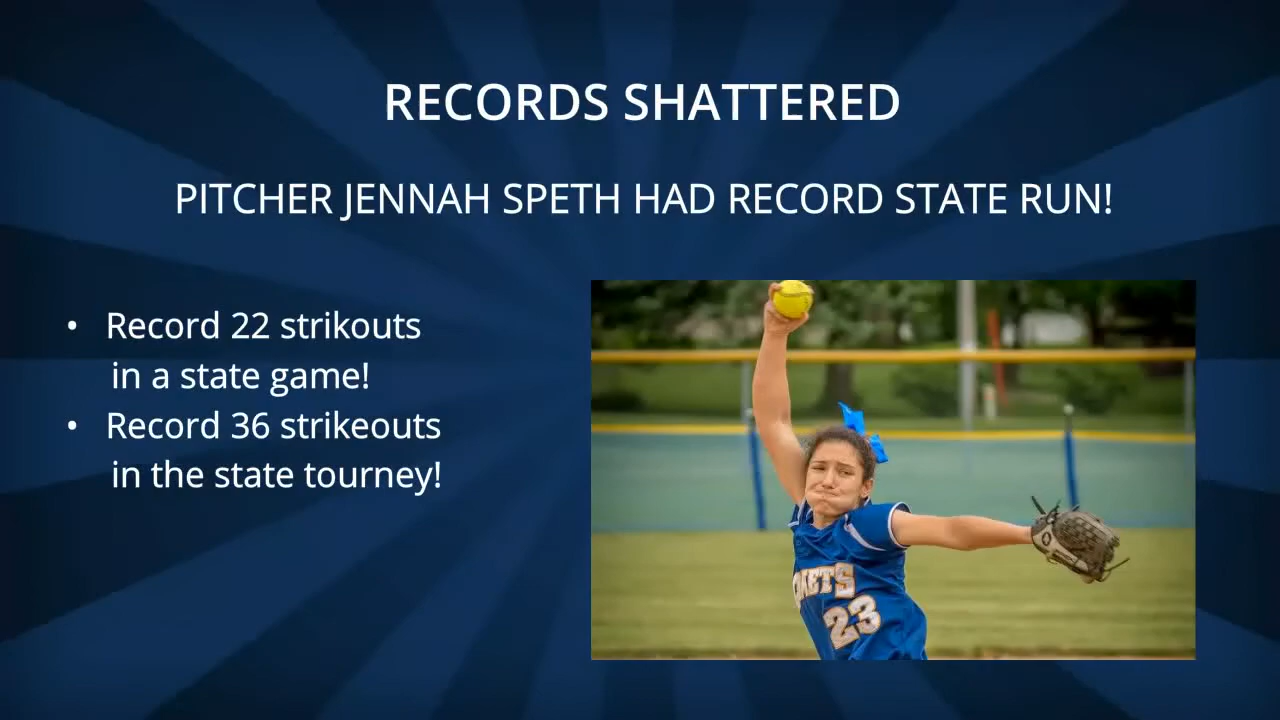 RECORDS SHATTERED
PITCHER JENNAH SPETH HAD RECORD STATE RUN!
• Record 22 strikouts
in a state game!
• Record 36 strikeouts
in the state tourney!
23